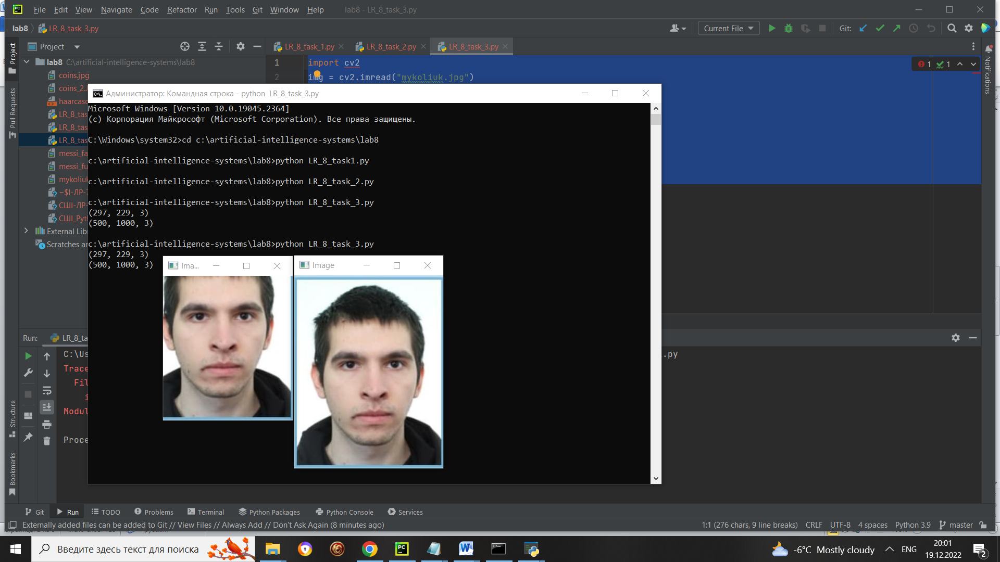 File Edit View Navigate Code Refactor Run Tools Git Window Help lab8 - LR_8_task_3.py
lab8 LR_8_task_3.py Current File Git:
Project LR_8_task_1.py LR_8_task_2.py LR_8_task_3.py
Project
Pull Requests
Structure
Bookmarks
Notifications
lab8 C:\artificial-intelligence-systems\lab8
coins.jpg
coins_2.
haarcasc
LR_8_tas
LR_8_tas
LR_8_tas
messi_fa
messi_fu
mykoliuk
~$І-ЛР-
СШІ-ЛР-
СШІ_Pyt
External Lib
Scratches a
1 import cv2
2 img = cv2.imread("mykoliuk.jpg")
1 1
Администратор: Командная строка - python LR_8_task_3.py
Microsoft Windows [Version 10.0.19045.2364]
(c) Корпорация Майкрософт (Microsoft Corporation). Все права защищены.
C:\Windows\system32>cd c:\artificial-intelligence-systems\lab8
c:\artificial-intelligence-systems\lab8>python LR_8_task1.py
c:\artificial-intelligence-systems\lab8>python LR_8_task_2.py
c:\artificial-intelligence-systems\lab8>python LR_8_task_3.py
(297, 229, 3)
(500, 1000, 3)
c:\artificial-intelligence-systems\lab8>python LR_8_task_3.py
(297, 229, 3)
(500, 1000, 3)
Ima...
Image
Run: LR_8_ta
C:\Us
.py
Trace
Fil
i
Modul
Proce
Git Run TODO Problems Terminal Python Packages Python Console Services
Externally added files can be added to Git // View Files // Always Add // Don't Ask Again (8 minutes ago) 1:1 (276 chars, 9 line breaks) CRLF UTF-8 4 spaces Python 3.9 master
Введите здесь текст для поиска
-6°C Mostly cloudy ENG 20:01
19.12.2022
2